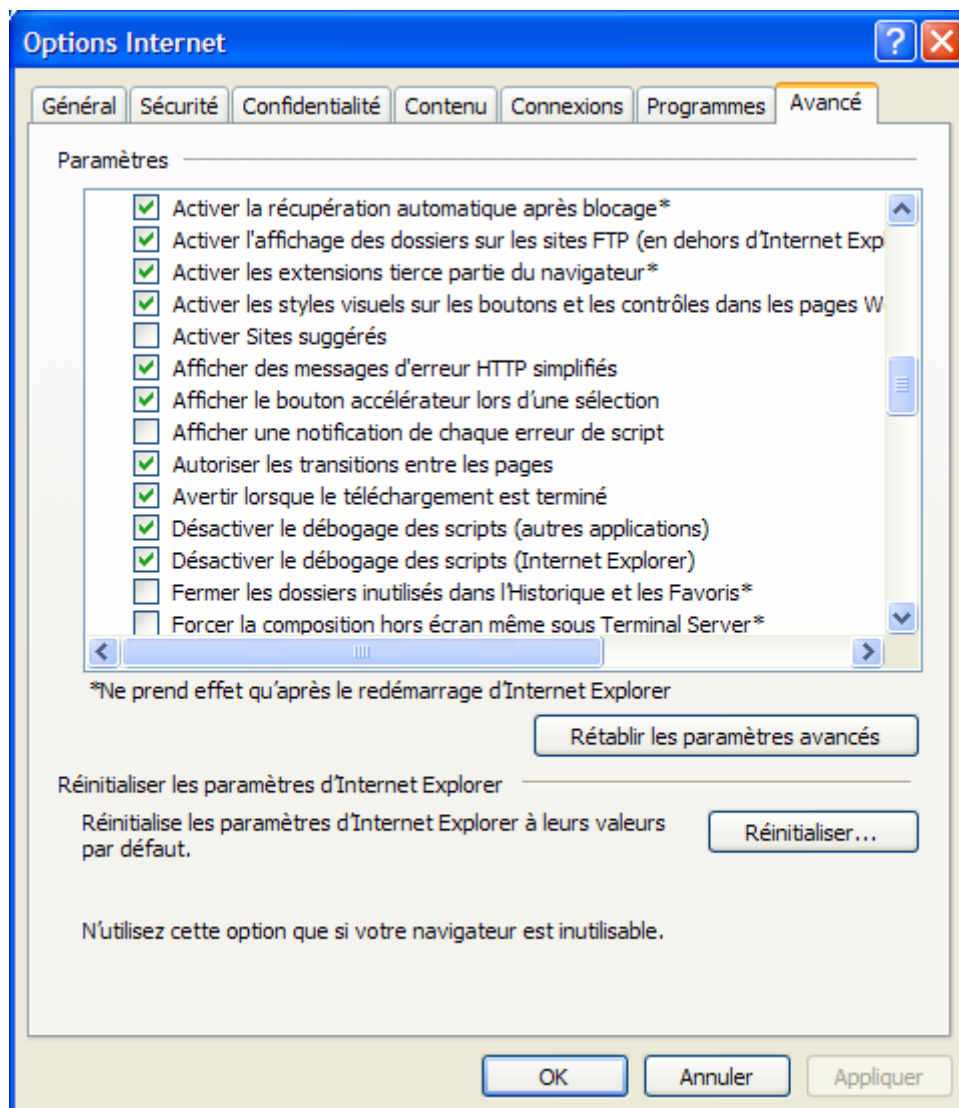 Options Internet
Général Sécurité Confidentialité Contenu Connexions Programmes Avancé
Paramètres
Activer la récupération automatique après blocage*
Activer l'affichage des dossiers sur les sites FTP (en dehors d'Internet Exp
Activer les extensions tierce partie du navigateur*
Activer les styles visuels sur les boutons et les contrôles dans les pages W
Activer Sites suggérés
Afficher des messages d'erreur HTTP simplifiés
Afficher le bouton accélérateur lors d'une sélection
Afficher une notification de chaque erreur de script
Autoriser les transitions entre les pages
Avertir lorsque le téléchargement est terminé
Désactiver le débogage des scripts (autres applications)
Désactiver le débogage des scripts (Internet Explorer)
Fermer les dossiers inutilisés dans l'Historique et les Favoris*
Forcer la composition hors écran même sous Terminal Server*
*Ne prend effet qu'après le redémarrage d'Internet Explorer
Rétablir les paramètres avancés
Réinitialiser les paramètres d'Internet Explorer
Réinitialise les paramètres d'Internet Explorer à leurs valeurs
par défaut.
Réinitialiser...
N'utilisez cette option que si votre navigateur est inutilisable.
OK Annuler Appliquer